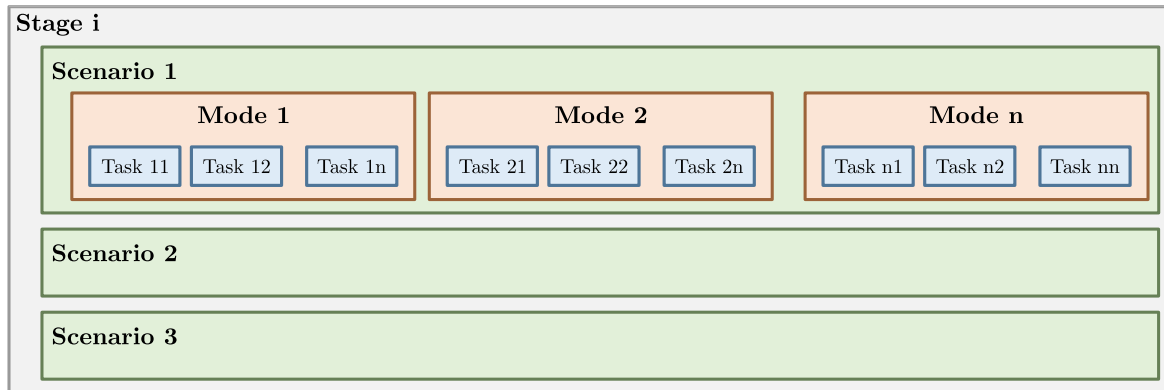 Stage i
Scenario 1
Mode 1 Mode 2 Mode n
Task 11 Task 12 Task 1n Task 21 Task 22 Task 2n Task n1 Task n2 Task nn
Scenario 2
Scenario 3